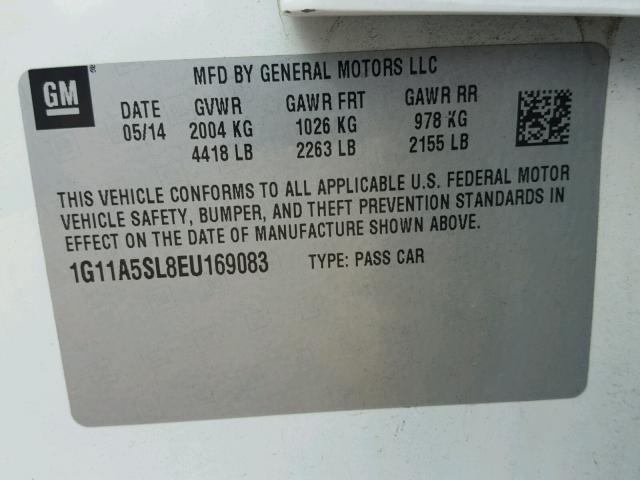 GM
®
MFD BY GENERAL MOTORS LLC
DATE GVWR GAWR FRT GAWR RR
05/14 2004 KG 1026 KG 978 KG
4418 LB 2263 LB 2155 LB
THIS VEHICLE CONFORMS TO ALL APPLICABLE U.S. FEDERAL MOTOR
VEHICLE SAFETY, BUMPER, AND THEFT PREVENTION STANDARDS IN
EFFECT ON THE DATE OF MANUFACTURE SHOWN ABOVE.
1G11A5SL8EU169083 TYPE: PASS CAR